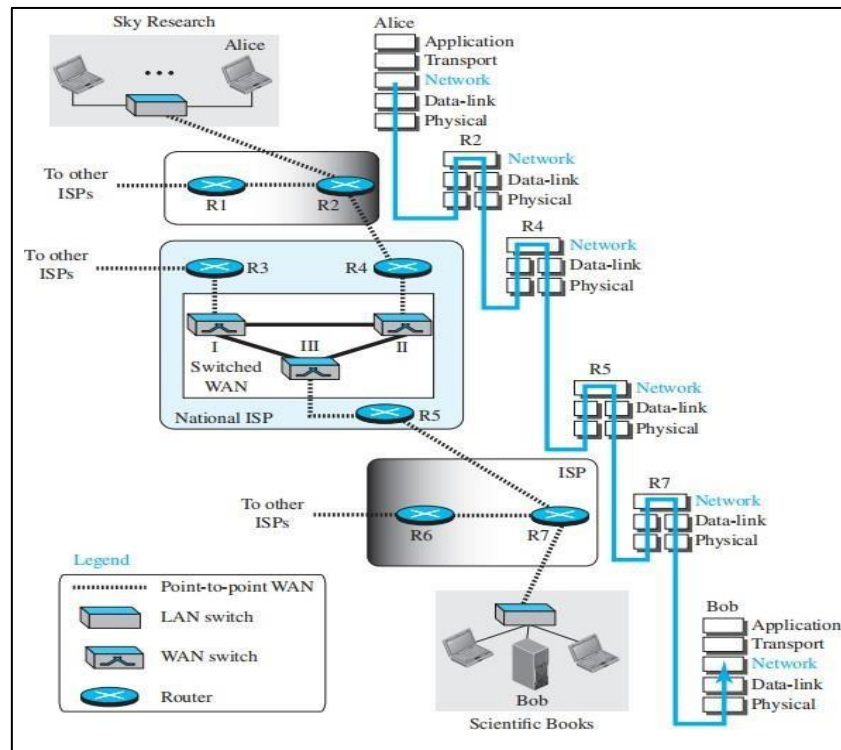 Sky Research
Alice
Alice
Application
Transport
Network
Data-link
Physical
R2
Network
Data-link
Physical
To other
ISPs
R1
R2
R4
Network
Data-link
Physical
To other
ISPs
R3
R4
I
III
II
Switched
WAN
National ISP
R5
R5
Network
Data-link
Physical
ISP
To other
ISPs
R6
R7
R7
Network
Data-link
Physical
Legend
Point-to-point WAN
LAN switch
WAN switch
Router
Bob
Scientific Books
Bob
Application
Transport
Network
Data-link
Physical